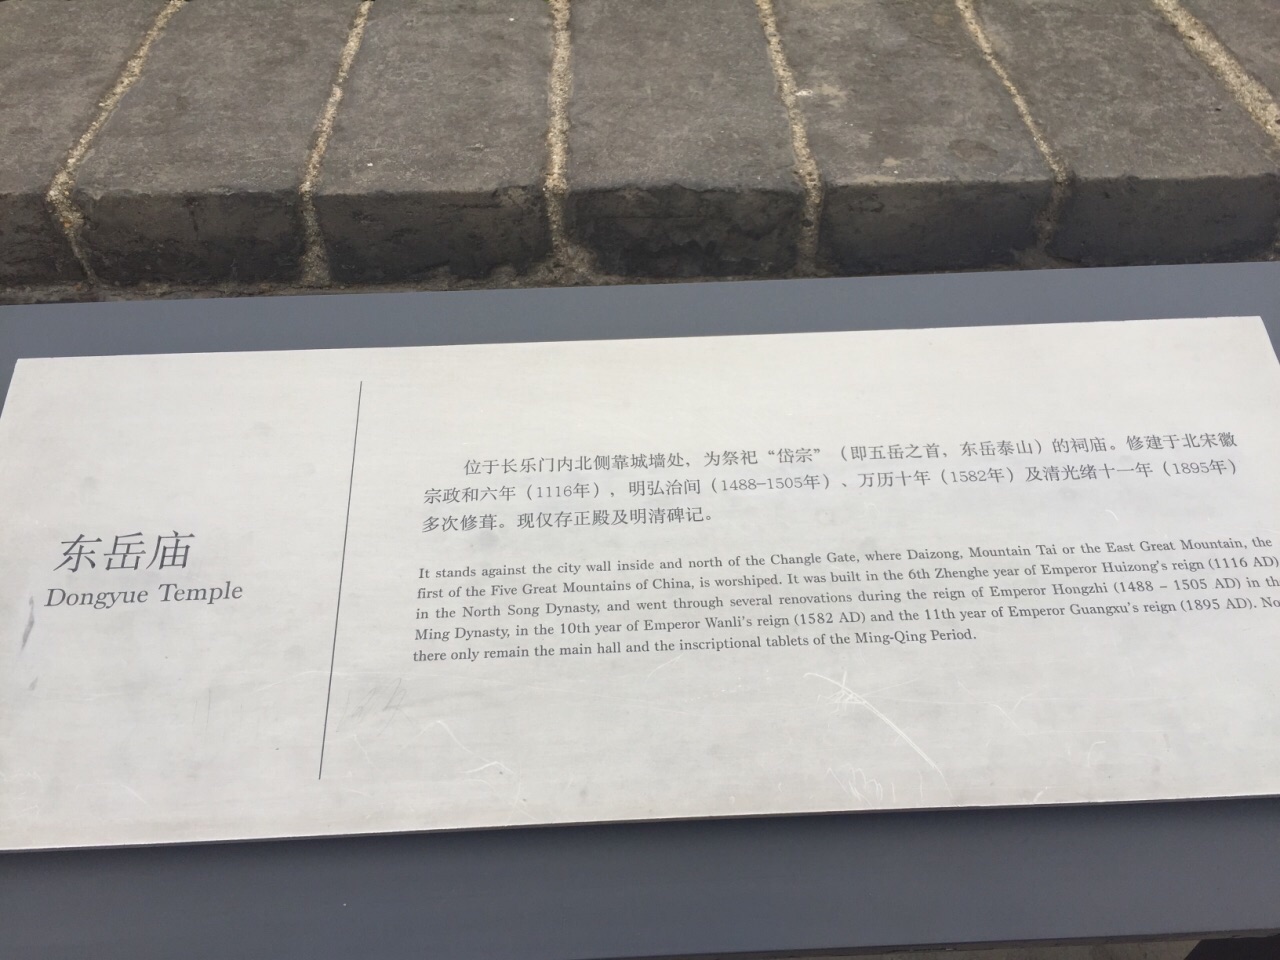 东岳庙
Dongyue Temple
位于长乐门内北侧靠城墙处，为祭祀“岱宗”（即五岳之首，东岳泰山）的祠庙。修建于北宋徽
宗政和六年（1116年），明弘治间（1488-1505年）、万历十年（1582年）及清光绪十一年（1895年）
多次修葺。现仅存正殿及明清碑记。
It stands against the city wall inside and north of the Changle Gate, where Daizong, Mountain Tai or the East Great Mountain, the
first of the Five Great Mountains of China, is worshiped. It was built in the 6th Zhenghe year of Emperor Huizong's reign (1116 AD)
in the North Song Dynasty, and went through several renovations during the reign of Emperor Hongzhi (1488 - 1505 AD) in th
Ming Dynasty, in the 10th year of Emperor Wanli's reign (1582 AD) and the 11th year of Emperor Guangxu's reign (1895 AD). No
there only remain the main hall and the inscriptional tablets of the Ming-Qing Period.